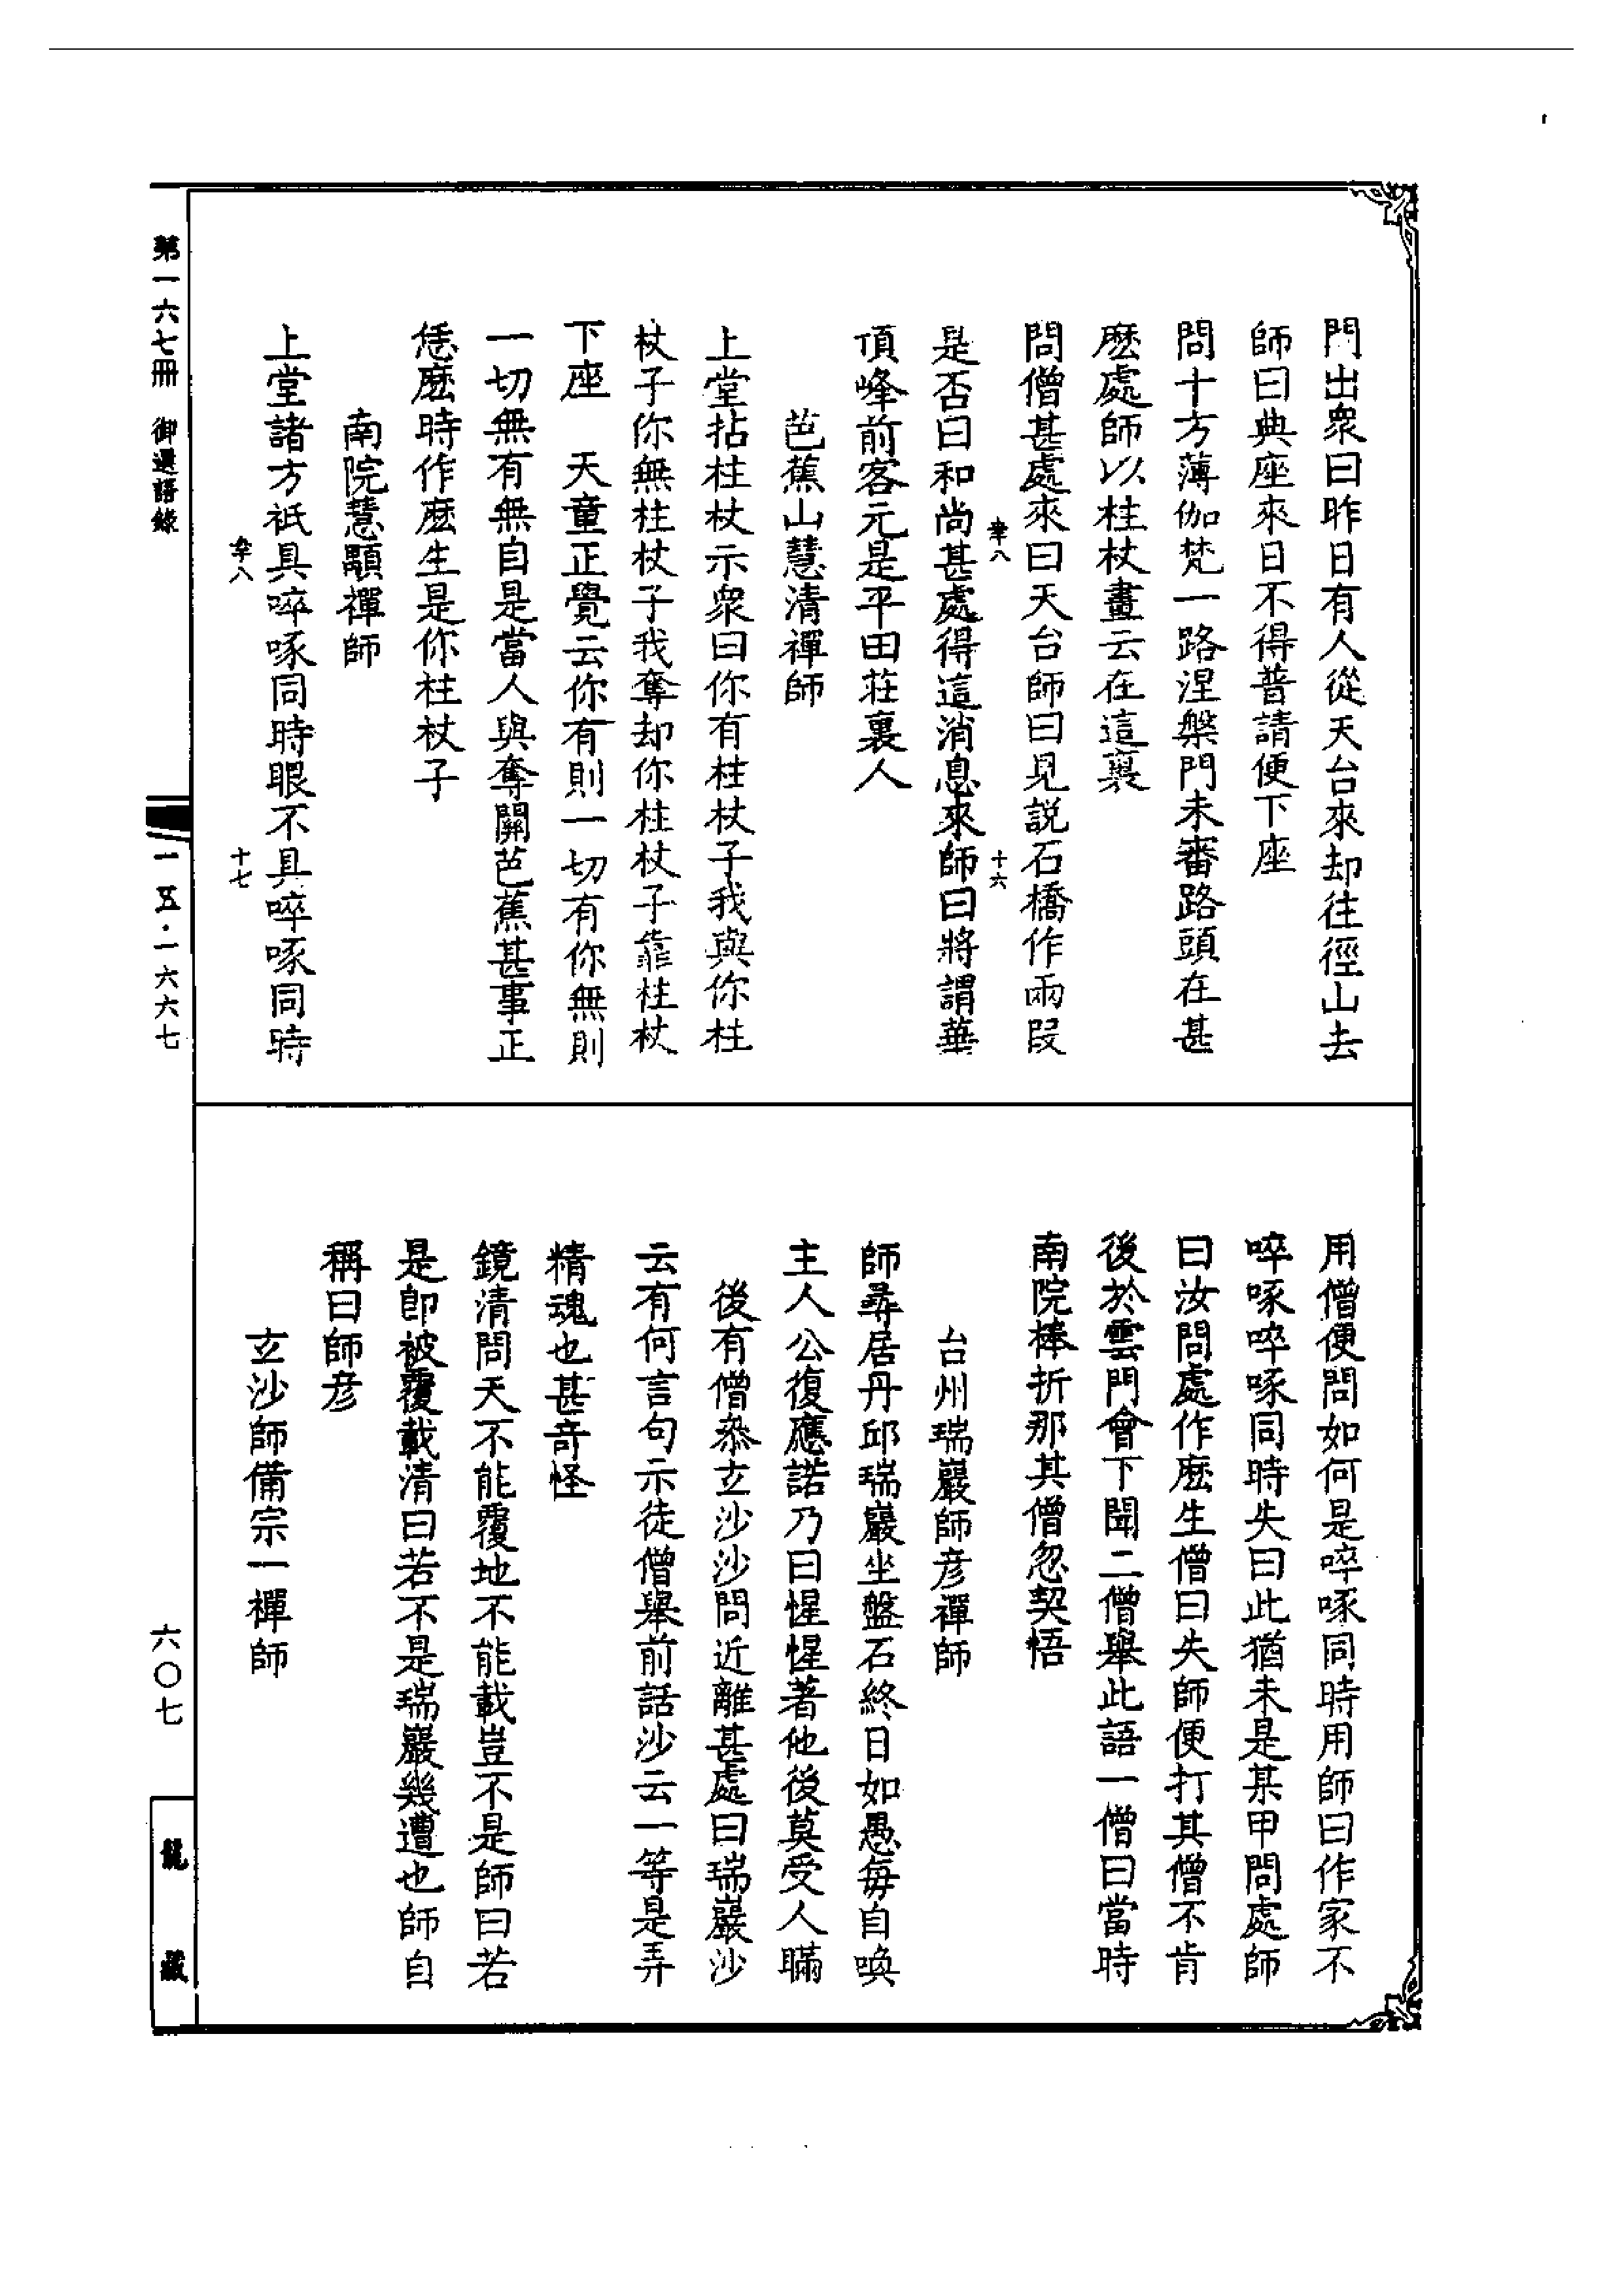 門出衆曰昨日有人從天台來却往徑山去
師曰典座來日不得普請便下座
問十方薄伽梵一路涅槃門未審路頭在甚
麽處師以柱杖畫云在這裏
問僧甚處來曰天台師曰見説石橋作兩段
是否曰和尚甚處得這消息來師曰將謂華
頂峰前客元是平田莊裏人
芭蕉山慧清禪師
上堂拈柱杖示衆曰你有柱杖子我與你柱
杖子你無柱杖子我奪却你柱杖子靠柱杖
下座　天童正覺云你有則一切有你無則
一切無有無自是當人與奪關芭蕉甚事正
恁麽時作麽生是你柱杖子
南院慧顒禪師
上堂諸方祇具啐啄同時眼不具啐啄同時
用僧便問如何是啐啄同時用師曰作家不
啐啄啐啄同時失曰此猶未是某甲問處師
曰汝問處作麽生僧曰失師便打其僧不肯
後於雲門會下聞二僧舉此語一僧曰當時
南院棒折那其僧忽契悟
台州瑞巖師彦禪師
師尋居丹邱瑞巖坐盤石終日如愚每自喚
主人公復應諾乃曰惺惺著他後莫受人瞞
後有僧叅玄沙沙問近離甚處曰瑞巖沙
云有何言句示徒僧舉前話沙云一等是弄
精魂也甚奇怪
鏡清問天不能覆地不能載豈不是師曰若
是即被覆載清曰若不是瑞巖幾遭也師自
稱曰師彦
玄沙師備宗一禪師
八
十六
八
十七
第一六七冊　御選語錄
一五·一六六七
六〇七
龍藏